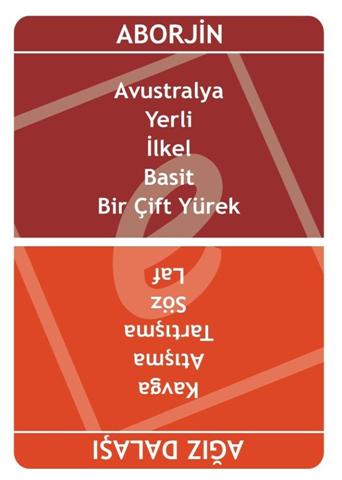 ABORJİN
Avustralya
Yerli
İlkel
Basit
Bir Çift Yürek
AĞIZ DALAŞI
Kavga
Atışma
Tartışma
Söz
Laf